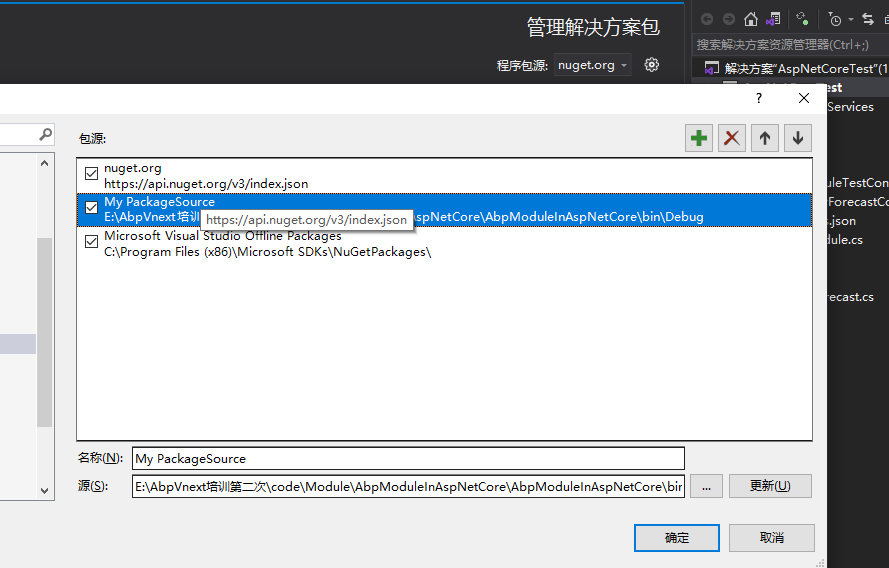 管理解决方案包
程序包源: nuget.org
搜索解决方案资源管理器(Ctrl+;)
解决方案"AspNetCoreTest"(1
est
Services
uleTestCon
ForecastCo
s.json
dule.cs
recast.cs
?
包源:
nuget.org
https://api.nuget.org/v3/index.json
My PackageSource
E:\AbpVnext培训 spNetCore\AbpModuleInAspNetCore\bin\Debug
https://api.nuget.org/v3/index.json
Microsoft Visual Studio Offline Packages
C:\Program Files (x86)\Microsoft SDKs\NuGetPackages\
名称(N): My PackageSource
源(S): E:\AbpVnext培训第二次\code\Module\AbpModuleInAspNetCore\AbpModuleInAspNetCore\bin
...
更新(U)
确定
取消